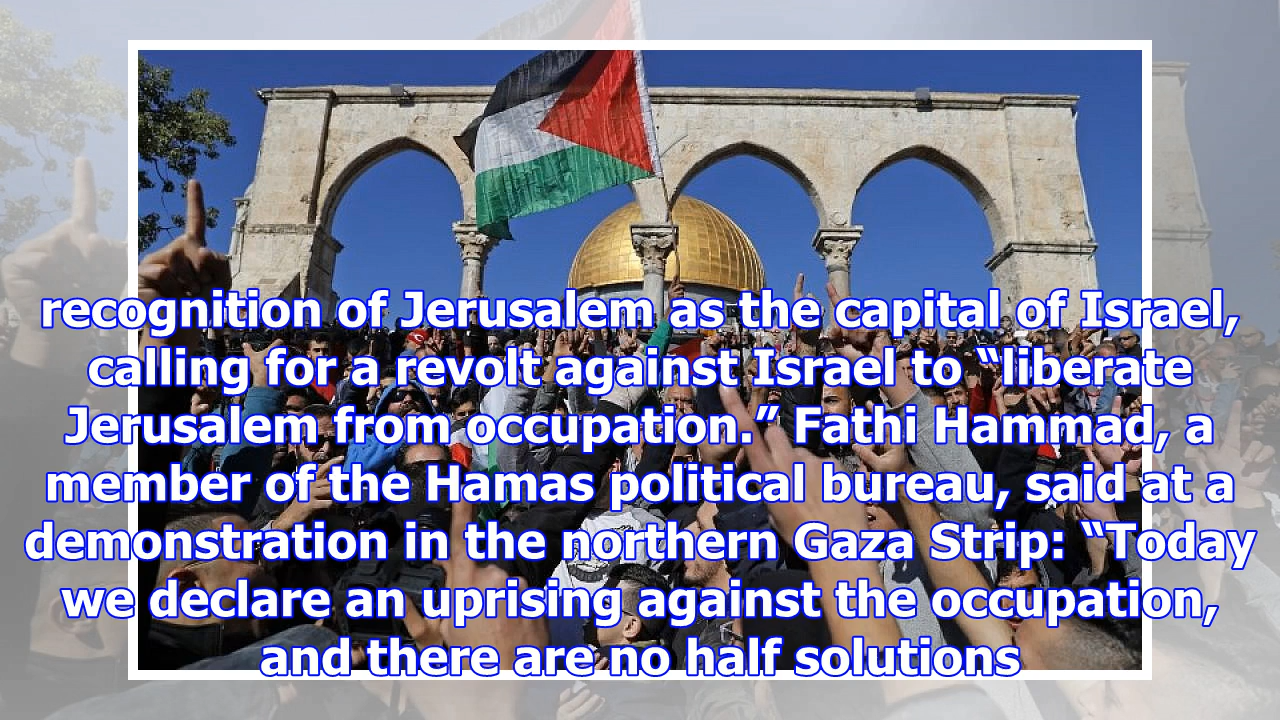 recognition of Jerusalem as the capital of Israel,
calling for a revolt against Israel to “liberate
Jerusalem from occupation.” Fathi Hammad, a
member of the Hamas political bureau, said at a
demonstration in the northern Gaza Strip: “Today
we declare an uprising against the occupation,
and there are no half solutions